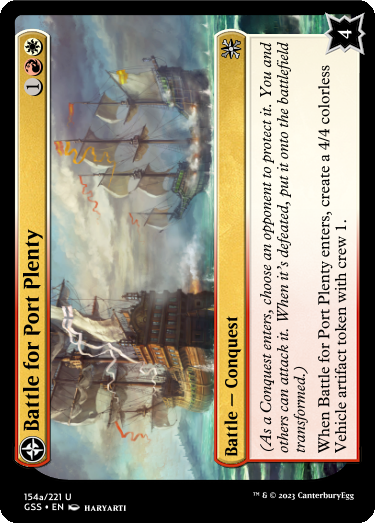 Battle for Port Plenty
1
Battle – Conquest
(As a Conquest enters, choose an opponent to protect it. You and
others can attack it. When it's defeated, put it onto the battlefield
transformed.)
When Battle for Port Plenty enters, create a 4/4 colorless
Vehicle artifact token with crew 1.
4
154a/221 U
GSS • EN HARYARTI
™ & © 2023 CanterburyEgg